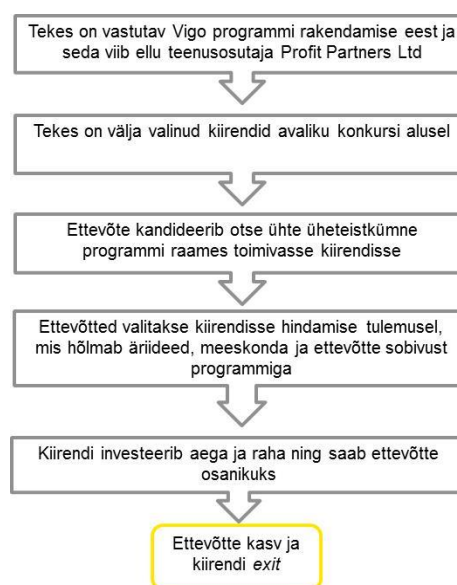 Tekes on vastutav Vigo programmi rakendamise eest ja
seda viib ellu teenusosutaja Profit Partners Ltd
Tekes on välja valinud kiirendid avaliku konkursi alusel
Ettevõte kandideerib otse ühte üheteistkümne
programmi raames toimivasse kiirendisse
Ettevõtted valitakse kiirendisse hindamise tulemusel,
mis hõlmab äriideed, meeskonda ja ettevõtte sobivust
programmiga
Kiirendi investeerib aega ja raha ning saab ettevõtte
osanikuks
Ettevõtte kasv ja
kiirendi exit